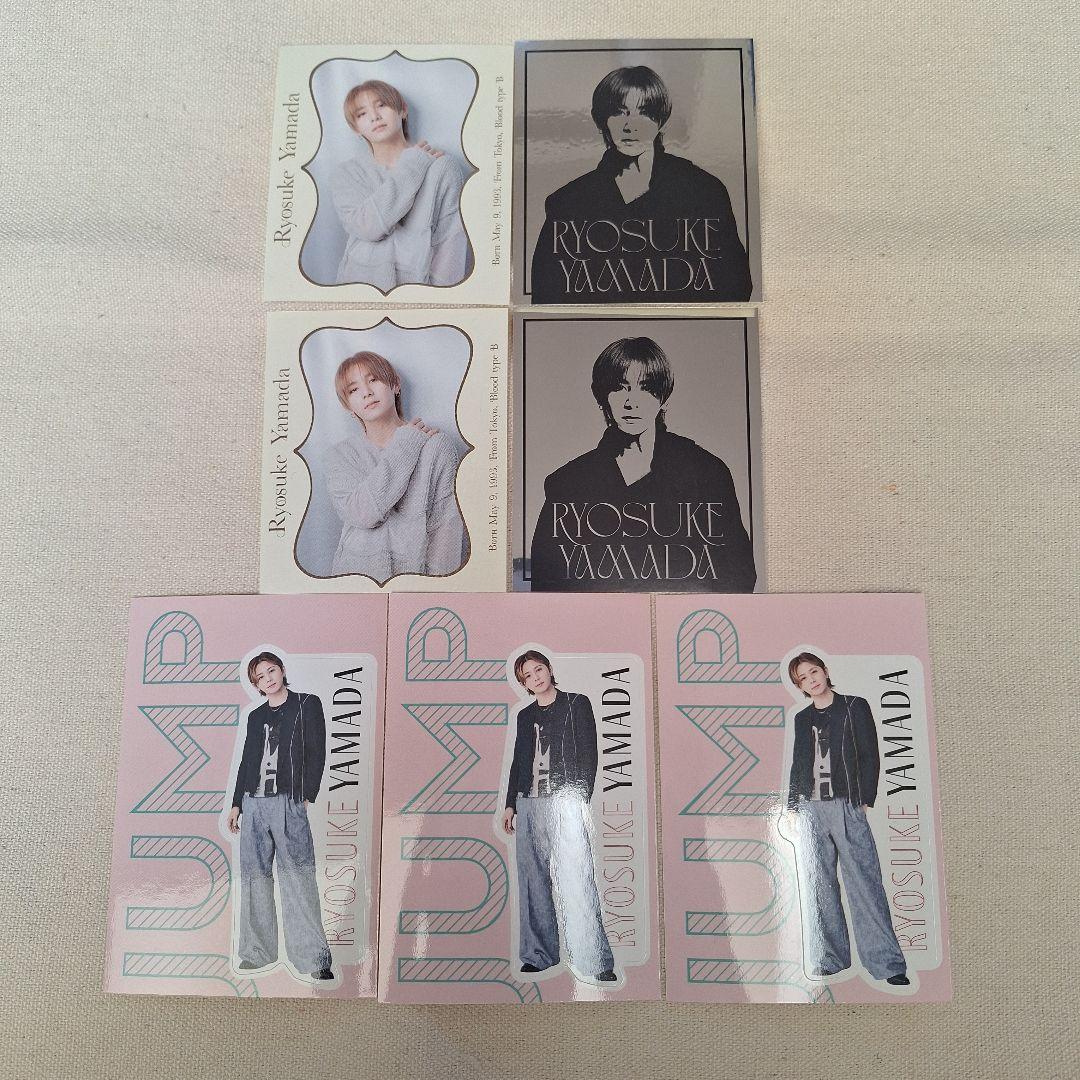 Ryosuke Yamada
Born May 9, 1993, From Tokyo, Blood type B
RYOSUKE
YAMADA
Ryosuke Yamada
Born May 9, 1993, From Tokyo, Blood type B
RYOSUKE
YAMADA
JUMP
RYOSUKE YAMADA
JUMP
RYOSUKE YAMADA
JUMP
RYOSUKE YAMADA